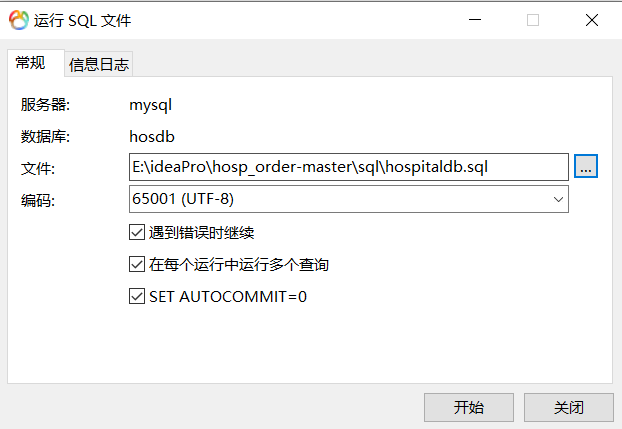 运行 SQL 文件
常规
信息日志
服务器: mysql
数据库: hosdb
文件: E:\ideaPro\hosp_order-master\sql\hospitaldb.sql ...
编码: 65001 (UTF-8)
遇到错误时继续
在每个运行中运行多个查询
SET AUTOCOMMIT=0
开始
关闭